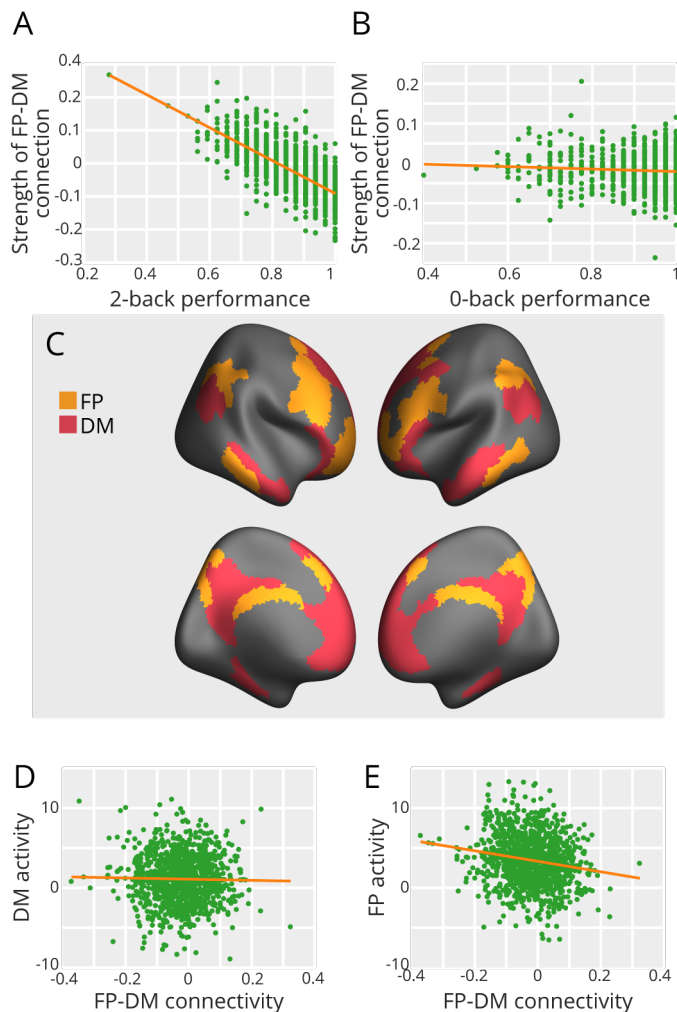 A
Strength of FP-DM
connection
0.4
0.2
0.1
0
-0.1
-0.2
-0.3
0.2
0.4
0.6
0.8
1
2-back performance
B
Strength of FP-DM
connection
0.2
0.1
0
-0.1
-0.2
0.4
0.6
0.8
1
0-back performance
C
FP
DM
D
DM activity
10
0
-10
-0.4
-0.2
0
0.2
0.4
FP-DM connectivity
E
FP activity
10
0
-10
-0.4
-0.2
0
0.2
0.4
FP-DM connectivity